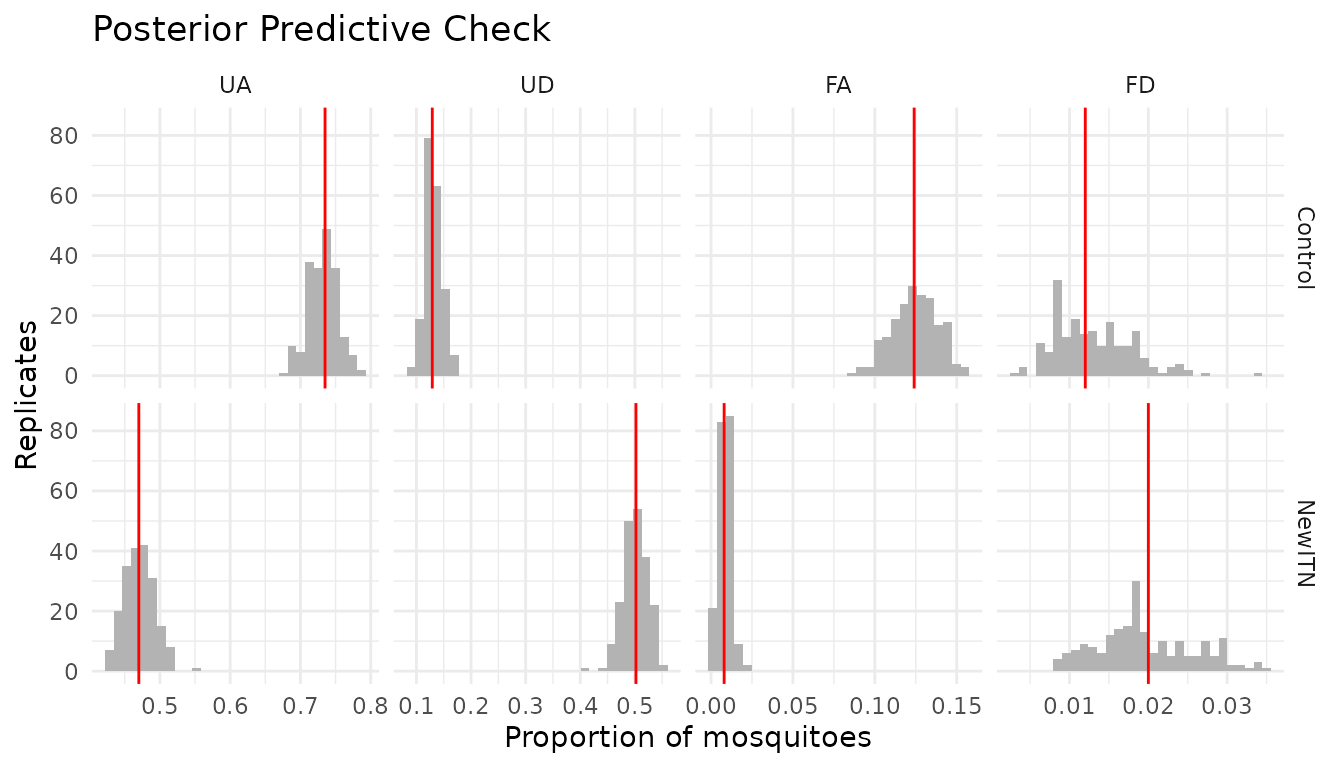 Posterior Predictive Check
UA UD FA FD
80
60
40
20
0
Control
80
60
40
20
0
NewITN
Replicates
0.5 0.6 0.7 0.8 0.1 0.2 0.3 0.4 0.5 0.00 0.05 0.10 0.15 0.01 0.02 0.03
Proportion of mosquitoes